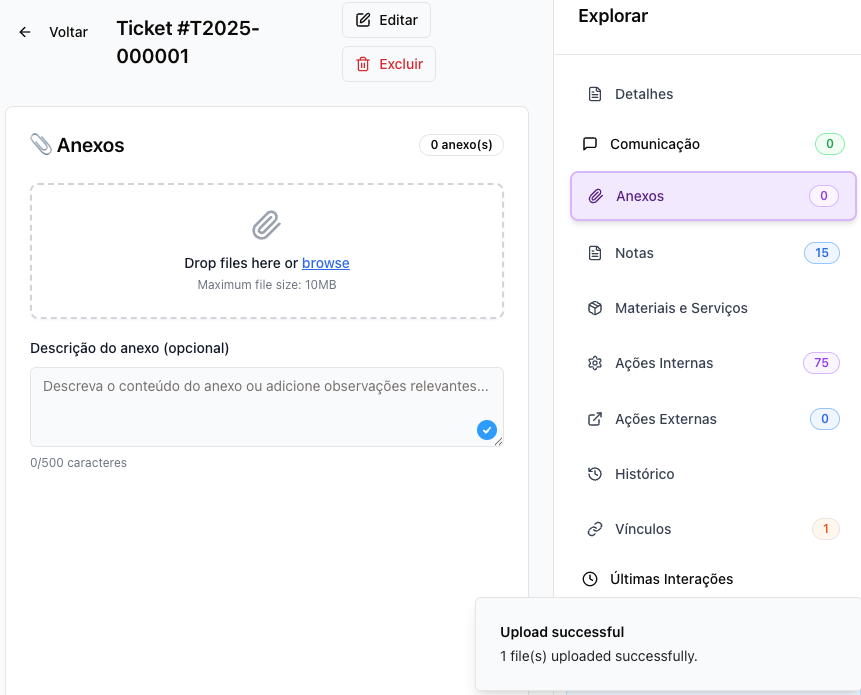 Voltar
Ticket #T2025-
000001
Editar
Excluir
Anexos
0 anexo(s)
Drop files here or browse
Maximum file size: 10MB
Descrição do anexo (opcional)
Descreva o conteúdo do anexo ou adicione observações relevantes...
0/500 caracteres
Explorar
Detalhes
Comunicação 0
Anexos 0
Notas 15
Materiais e Serviços
Ações Internas 75
Ações Externas 0
Histórico
Vínculos 1
Últimas Interações
Upload successful
1 file(s) uploaded successfully.